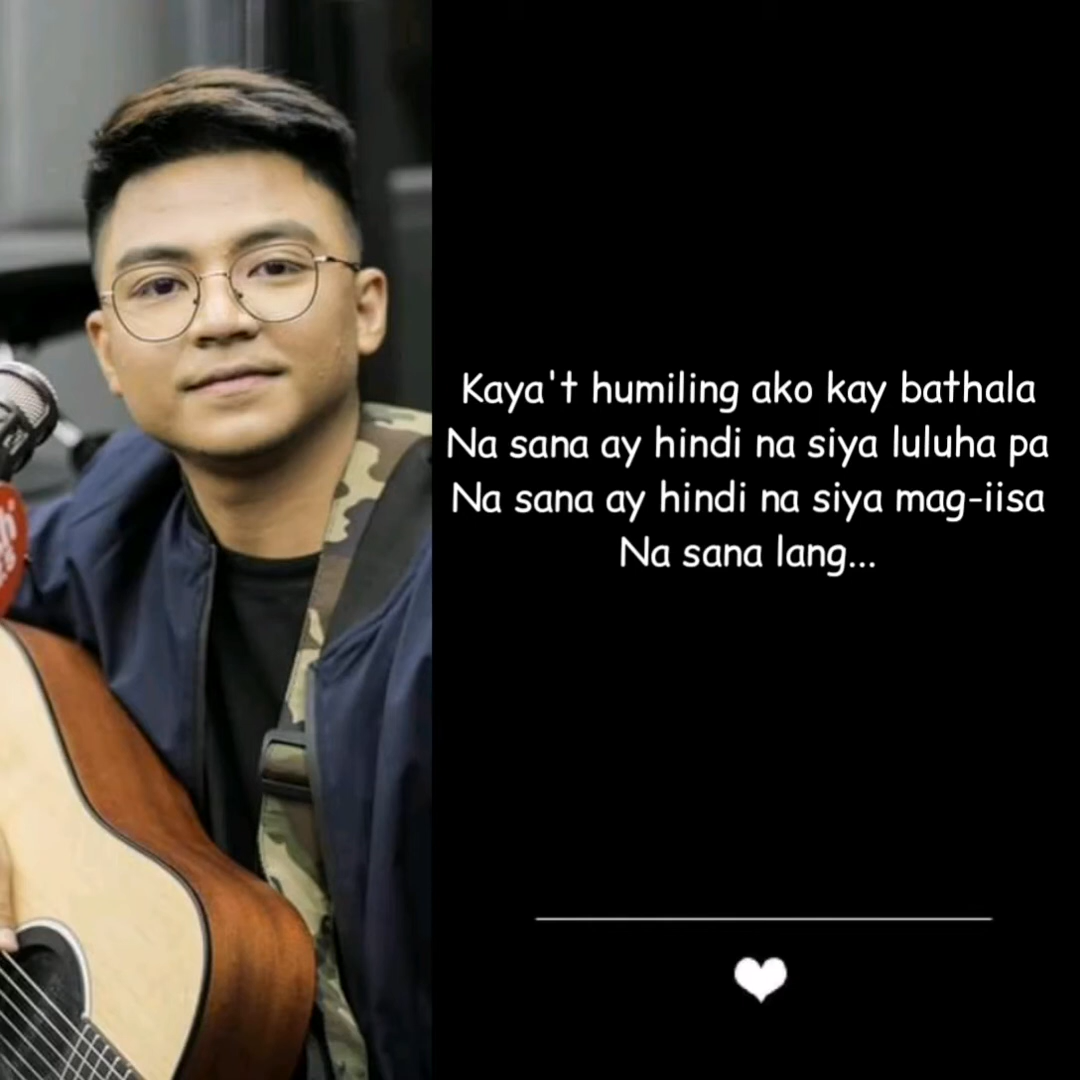 Kaya't humiling ako kay bathala
Na sana ay hindi na siya luluha pa
Na sana ay hindi na siya mag-iisa
Na sana lang...